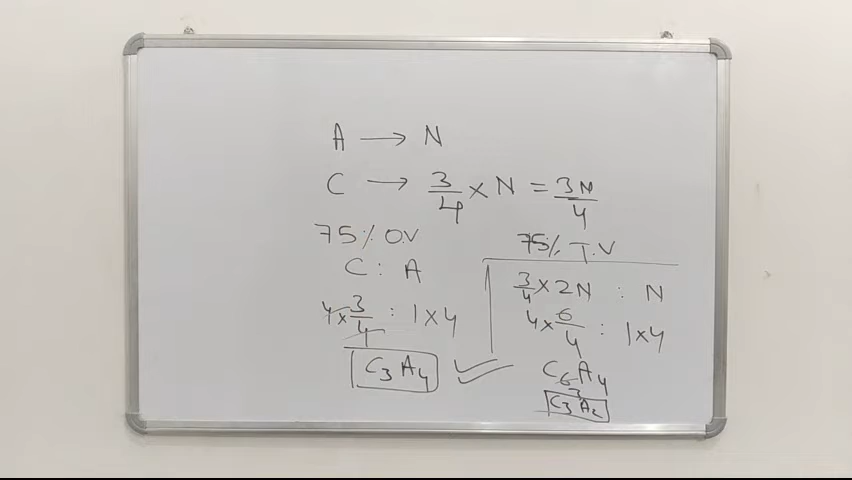 A → N
C → 3/4 × N = 3N/4
75% O.V
C : A
4×3/4 : 1×4
C3A4
75% T.V
3/4×2N : N
4×6/4 : 1×4
C6A4
3
C3A2